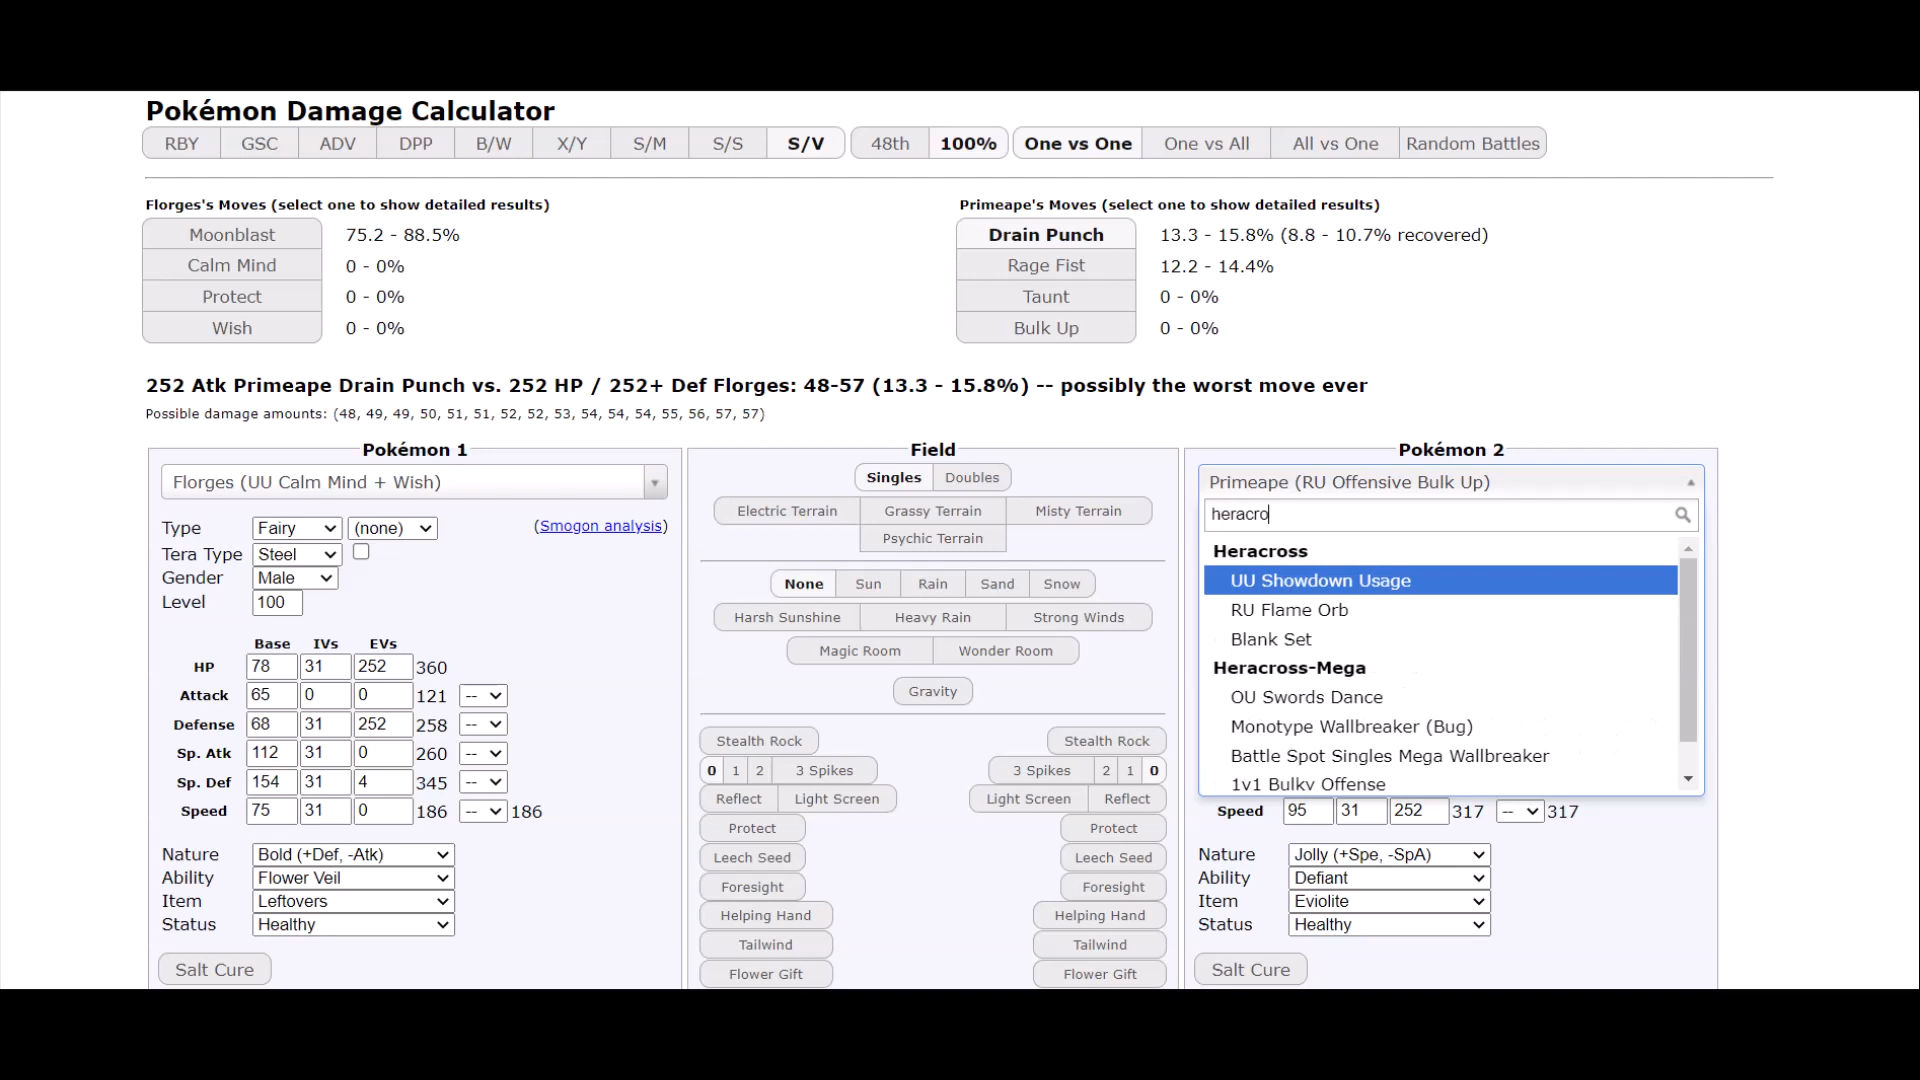 Pokémon Damage Calculator
RBY GSC ADV DPP B/W X/Y S/M S/S S/V 48th 100% One vs One One vs All All vs One Random Battles
Florges's Moves (select one to show detailed results)
Moonblast 75.2 - 88.5%
Calm Mind 0 - 0%
Protect 0 - 0%
Wish 0 - 0%
Primeape's Moves (select one to show detailed results)
Drain Punch 13.3 - 15.8% (8.8 - 10.7% recovered)
Rage Fist 12.2 - 14.4%
Taunt 0 - 0%
Bulk Up 0 - 0%
252 Atk Primeape Drain Punch vs. 252 HP / 252+ Def Florges: 48-57 (13.3 - 15.8%) -- possibly the worst move ever
Possible damage amounts: (48, 49, 49, 50, 51, 51, 52, 52, 53, 54, 54, 54, 55, 56, 57, 57)
Pokémon 1
Florges (UU Calm Mind + Wish)
Type Fairy (none) (Smogon analysis)
Tera Type Steel
Gender Male
Level 100
Base IVs EVs
HP 78 31 252 360
Attack 65 0 0 121 --
Defense 68 31 252 258 --
Sp. Atk 112 31 0 260 --
Sp. Def 154 31 4 345 --
Speed 75 31 0 186 -- 186
Nature Bold (+Def, -Atk)
Ability Flower Veil
Item Leftovers
Status Healthy
Salt Cure
Field
Singles Doubles
Electric Terrain Grassy Terrain Misty Terrain
Psychic Terrain
None Sun Rain Sand Snow
Harsh Sunshine Heavy Rain Strong Winds
Magic Room Wonder Room
Gravity
Stealth Rock Stealth Rock
0 1 2 3 Spikes 3 Spikes 2 1 0
Reflect Light Screen Light Screen Reflect
Protect Protect
Leech Seed Leech Seed
Foresight Foresight
Helping Hand Helping Hand
Tailwind Tailwind
Flower Gift Flower Gift
Pokémon 2
Primeape (RU Offensive Bulk Up)
heracro
Heracross
UU Showdown Usage
RU Flame Orb
Blank Set
Heracross-Mega
OU Swords Dance
Monotype Wallbreaker (Bug)
Battle Spot Singles Mega Wallbreaker
1v1 Bulky Offense
Speed 95 31 252 317 -- 317
Nature Jolly (+Spe, -SpA)
Ability Defiant
Item Eviolite
Status Healthy
Salt Cure